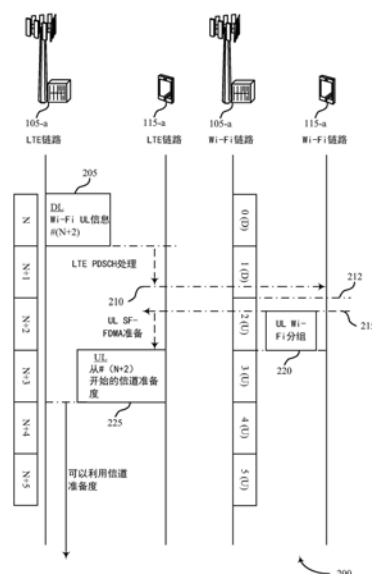 105-a
LTE链路
115-a
LTE链路
105-a
Wi-Fi链路
115-a
Wi-Fi链路
205
DL
Wi-Fi UL信息
#(N+2)
LTE PDSCH处理
210
212
215
UL SF-
FDMA准备
UL Wi-
Fi分组
220
UL
从#（N+2）
开始的信道准备
度
225
可以利用信道
准备度
N
N+1
N+2
N+3
N+4
N+5
0(D)
1(D)
2(U)
3(U)
4(U)
5(U)
200